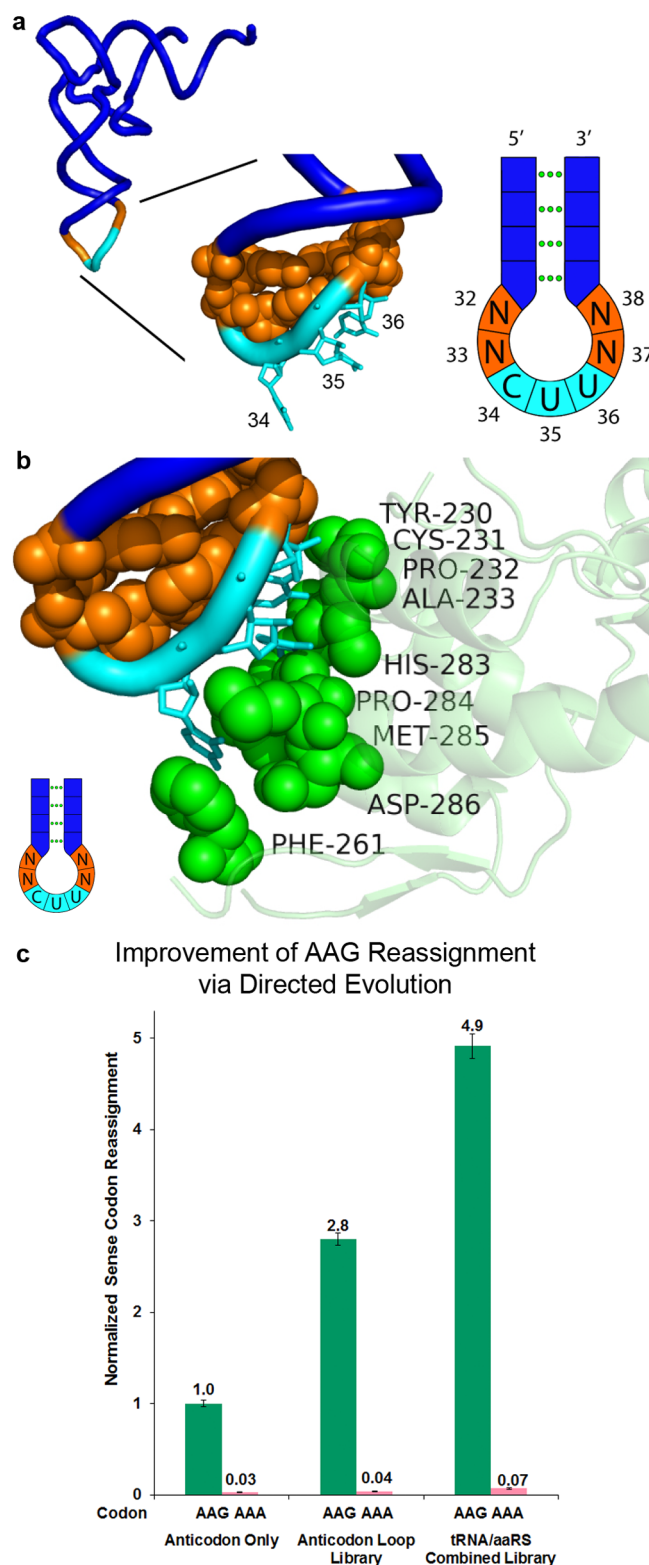 a
5′ 3′
32 N N 38
33 N N 37
34 C U U 36
35
36
35
34
b
TYR-230
CYS-231
PRO-232
ALA-233
HIS-283
PRO-284
MET-285
ASP-286
PHE-261
N N
N N
C U U
c Improvement of AAG Reassignment
via Directed Evolution
Normalized Sense Codon Reassignment
5
4
3
2
1
0
4.9
2.8
1.0
0.03
0.04
0.07
Codon AAG AAA AAG AAA AAG AAA
Anticodon Only
Anticodon Loop
Library
tRNA/aaRS
Combined Library